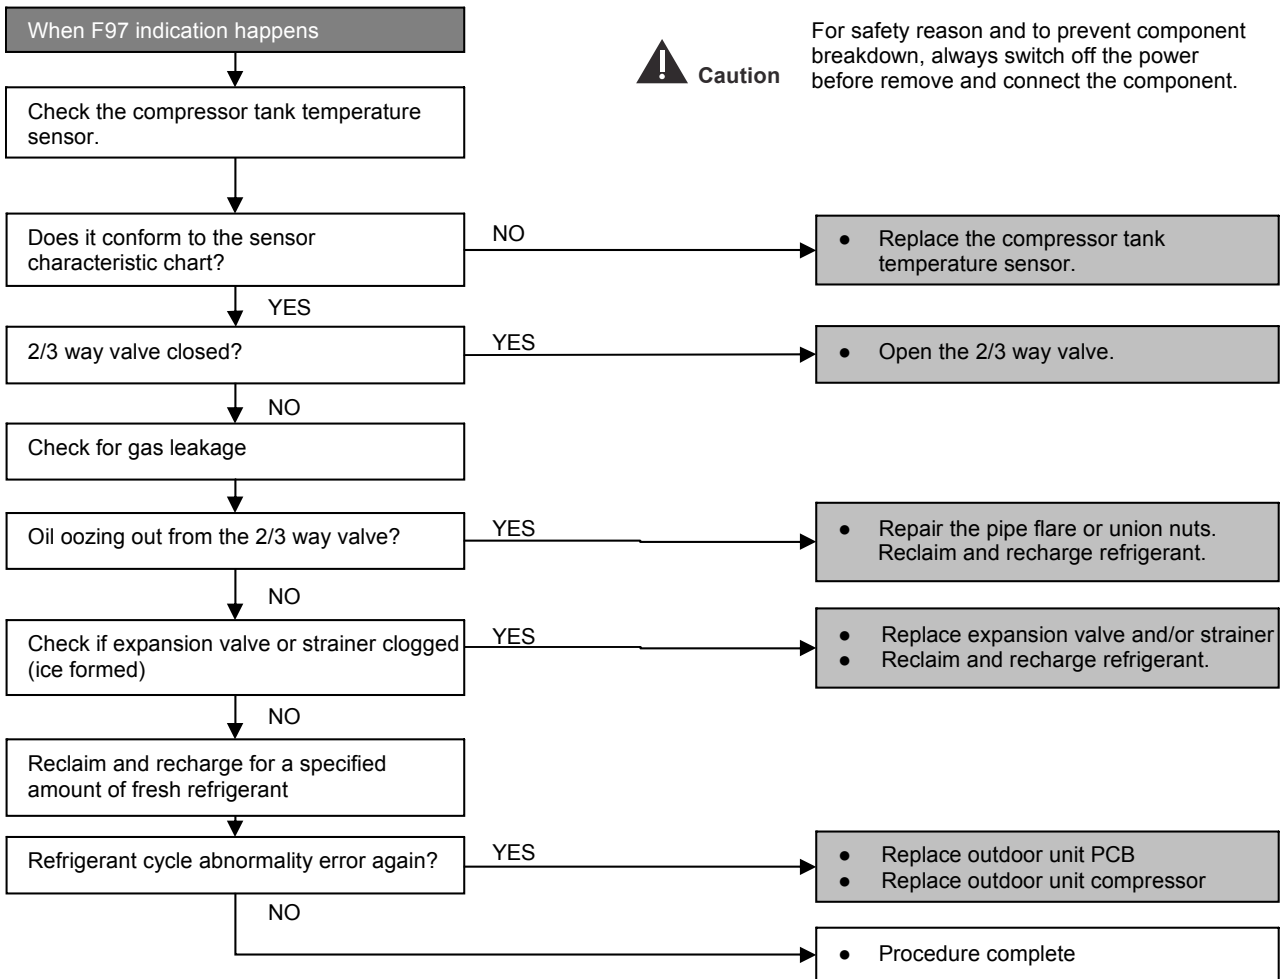 When F97 indication happens
Caution
For safety reason and to prevent component
breakdown, always switch off the power
before remove and connect the component.
Check the compressor tank temperature
sensor.
Does it conform to the sensor
characteristic chart?
NO
● Replace the compressor tank
temperature sensor.
YES
2/3 way valve closed?
YES
● Open the 2/3 way valve.
NO
Check for gas leakage
Oil oozing out from the 2/3 way valve?
YES
● Repair the pipe flare or union nuts.
Reclaim and recharge refrigerant.
NO
Check if expansion valve or strainer clogged
(ice formed)
YES
● Replace expansion valve and/or strainer
● Reclaim and recharge refrigerant.
NO
Reclaim and recharge for a specified
amount of fresh refrigerant
Refrigerant cycle abnormality error again?
YES
● Replace outdoor unit PCB
● Replace outdoor unit compressor
NO
● Procedure complete